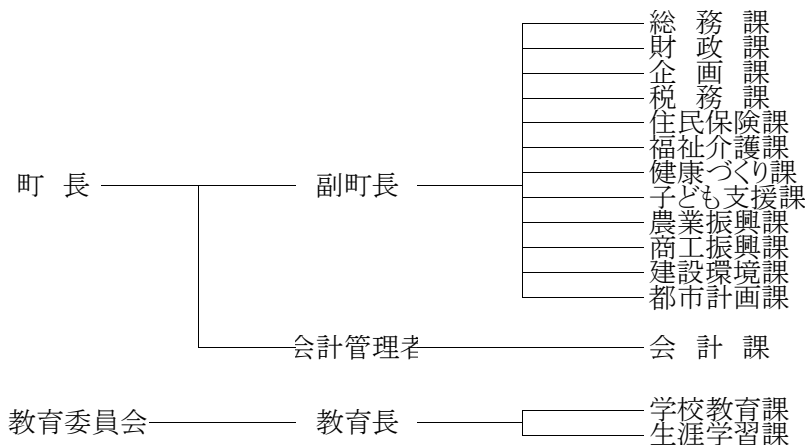 総務課
財政課
企画課
税務課
住民保険課
福祉介護課
健康づくり課
町長 副町長
子ども支援課
農業振興課
商工振興課
建設環境課
都市計画課
会計管理者 会計課
学校教育課
教育委員会 教育長
生涯学習課